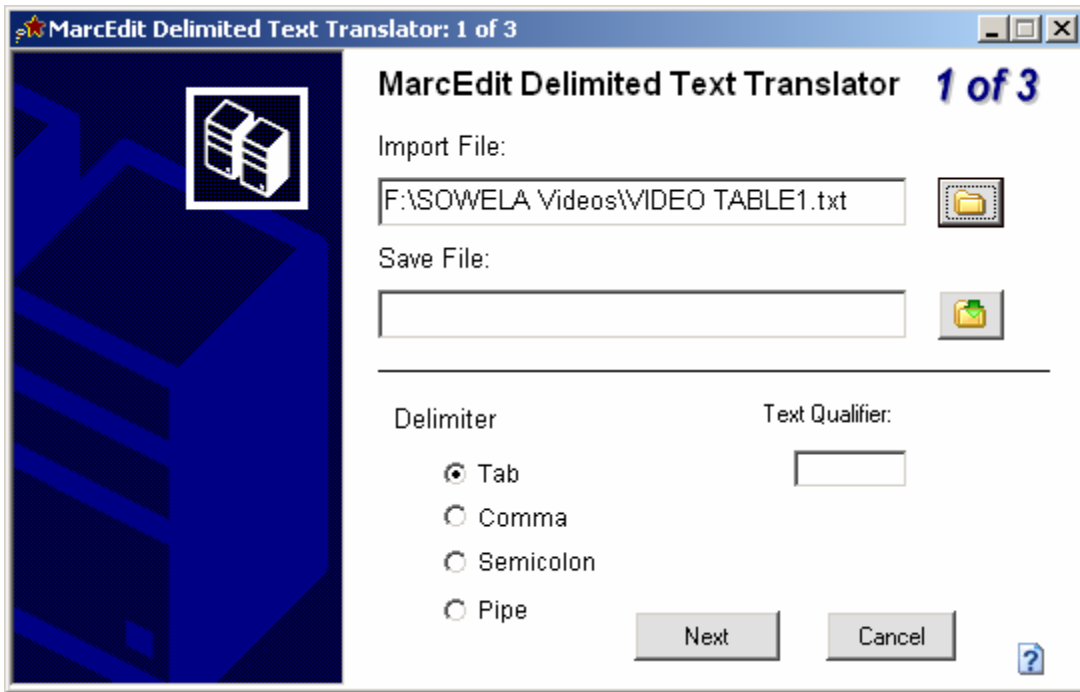 MarcEdit Delimited Text Translator: 1 of 3
MarcEdit Delimited Text Translator 1 of 3
Import File:
F:\SOWELA Videos\VIDEO TABLE1.txt
Save File:
Delimiter
Text Qualifier:
Tab
Comma
Semicolon
Pipe
Next Cancel
?